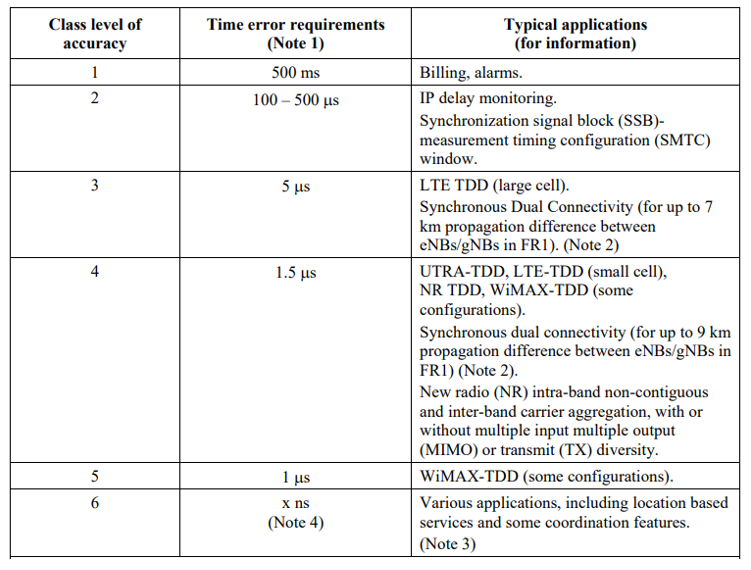 Class level of accuracy
Time error requirements (Note 1)
Typical applications (for information)
1
500 ms
Billing, alarms.
2
100 – 500 μs
IP delay monitoring.
Synchronization signal block (SSB)-
measurement timing configuration (SMTC)
window.
3
5 μs
LTE TDD (large cell).
Synchronous Dual Connectivity (for up to 7
km propagation difference between
eNBs/gNBs in FR1). (Note 2)
4
1.5 μs
UTRA-TDD, LTE-TDD (small cell),
NR TDD, WiMAX-TDD (some
configurations).
Synchronous dual connectivity (for up to 9 km
propagation difference between eNBs/gNBs in
FR1) (Note 2).
New radio (NR) intra-band non-contiguous
and inter-band carrier aggregation, with or
without multiple input multiple output
(MIMO) or transmit (TX) diversity.
5
1 μs
WiMAX-TDD (some configurations).
6
x ns
(Note 4)
Various applications, including location based
services and some coordination features.
(Note 3)